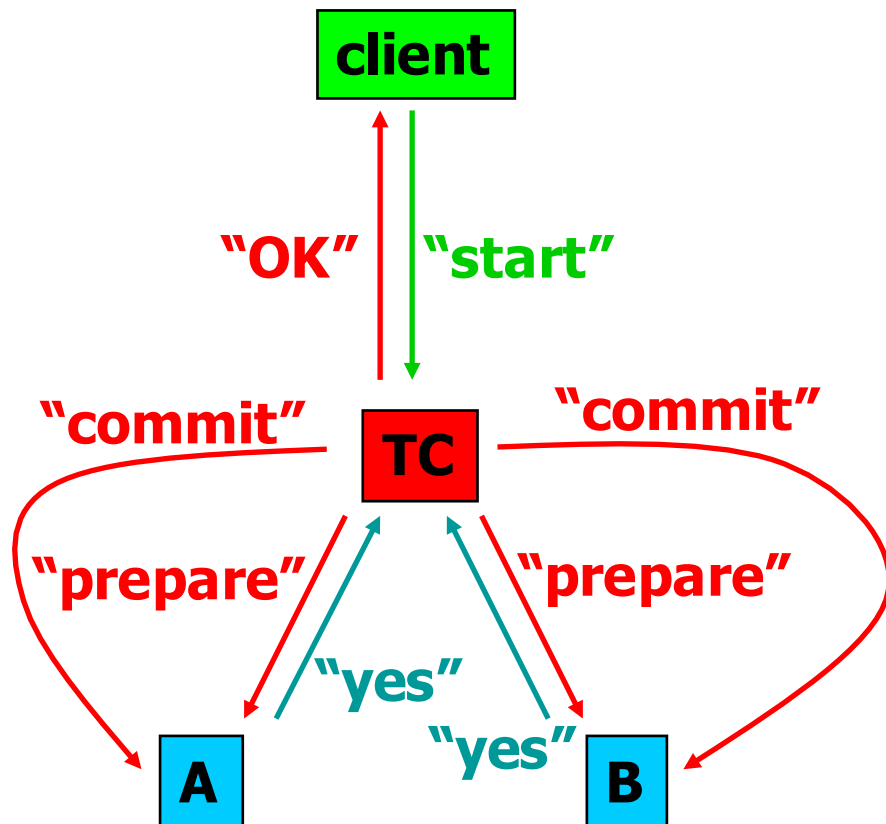 client
“OK”
“start”
“commit”
“commit”
TC
“prepare”
“prepare”
“yes”
“yes”
A
B